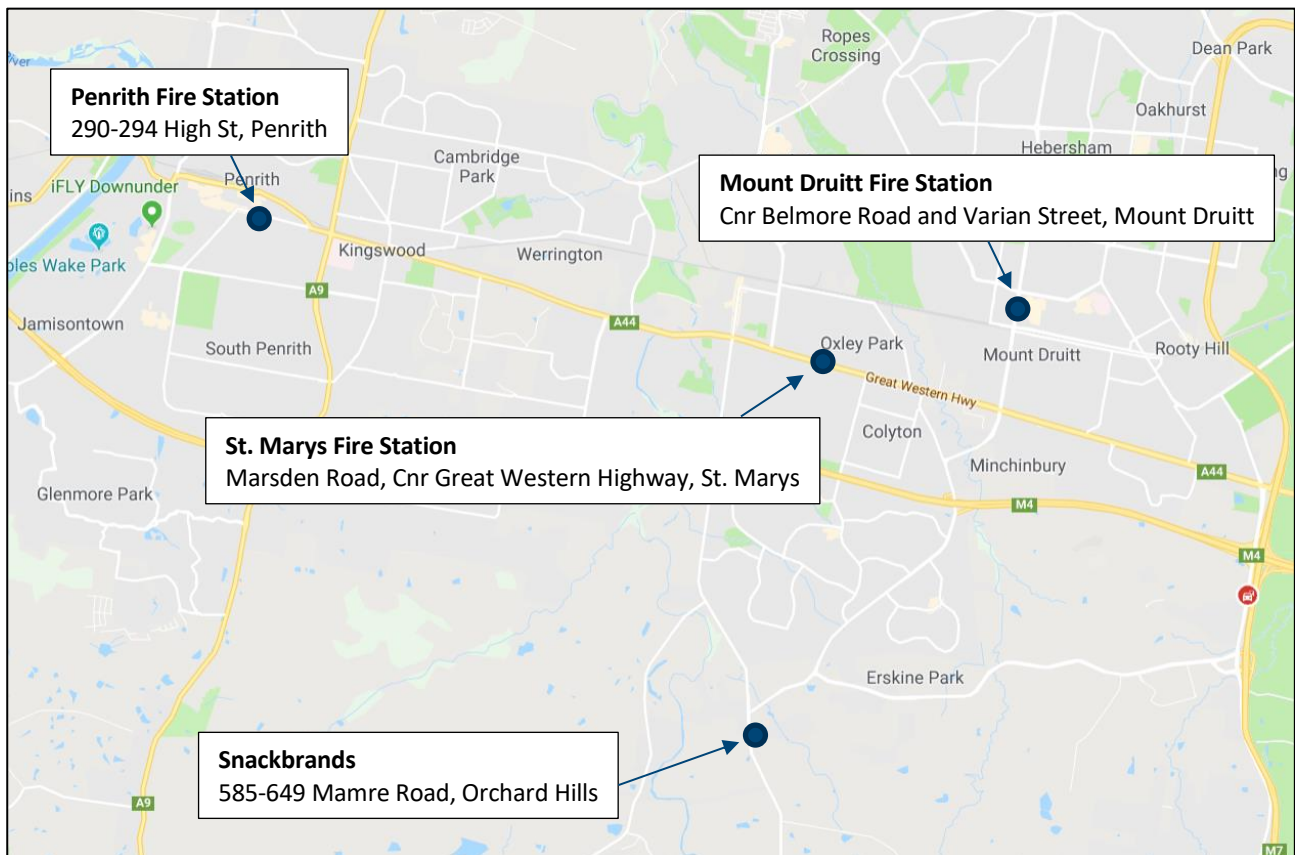 Ropes
Crossing
Dean Park
Penrith Fire Station
290-294 High St, Penrith
Oakhurst
Hebersham
Cambridge
Park
Mount Druitt Fire Station
Cnr Belmore Road and Varian Street, Mount Druitt
iFLY Downunder
Penrith
ins
Kingswood
Werrington
oles Wake Park
A9
Jamisontown
A44
South Penrith
Oxley Park
Mount Druitt
Rooty Hill
Great Western Hwy
St. Marys Fire Station
Marsden Road, Cnr Great Western Highway, St. Marys
Colyton
Minchinbury
A44
Glenmore Park
M4
M4
Erskine Park
Snackbrands
585-649 Mamre Road, Orchard Hills
A9
M7